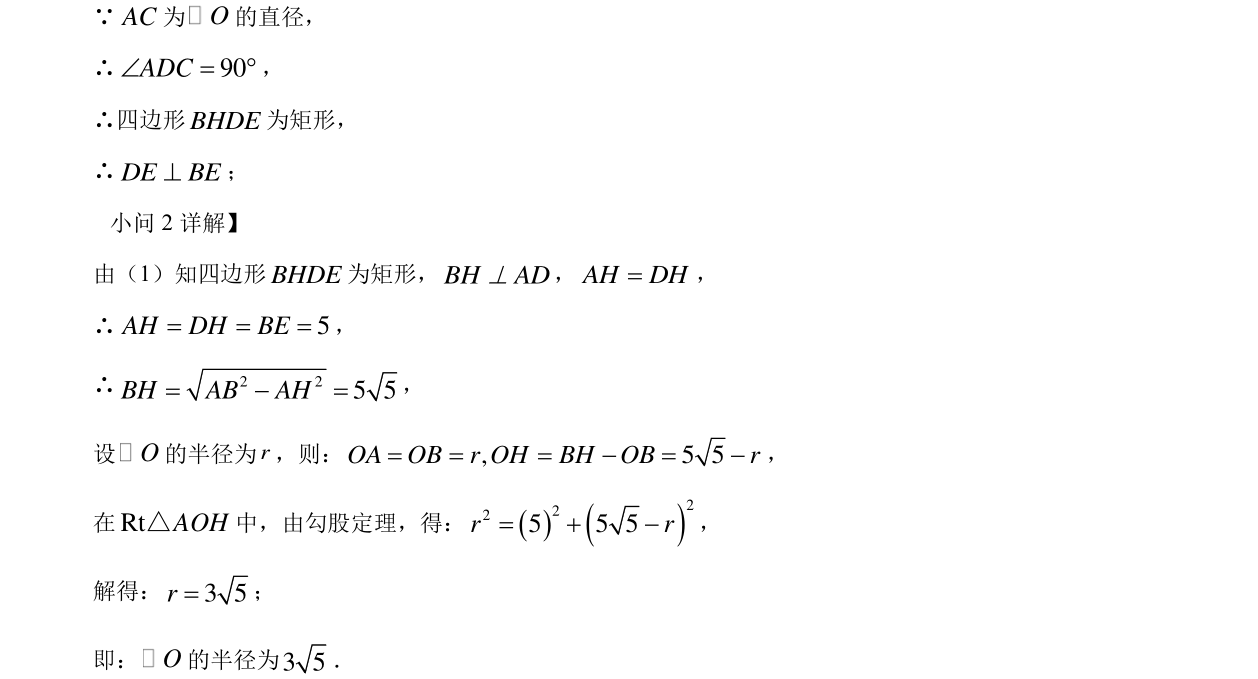 ∵ AC 为□ O 的直径，
∴ ∠ADC = 90°，
∴四边形 BHDE 为矩形，
∴ DE ⊥ BE；
小问 2 详解】
由（1）知四边形 BHDE 为矩形， BH ⊥ AD， AH = DH，
∴ AH = DH = BE = 5，
∴ BH = √(AB² − AH²) = 5√5，
设□ O 的半径为 r，则：OA = OB = r, OH = BH − OB = 5√5 − r，
在 Rt△AOH 中，由勾股定理，得：r² = (5)² + (5√5 − r)²，
解得： r = 3√5；
即：□ O 的半径为 3√5．